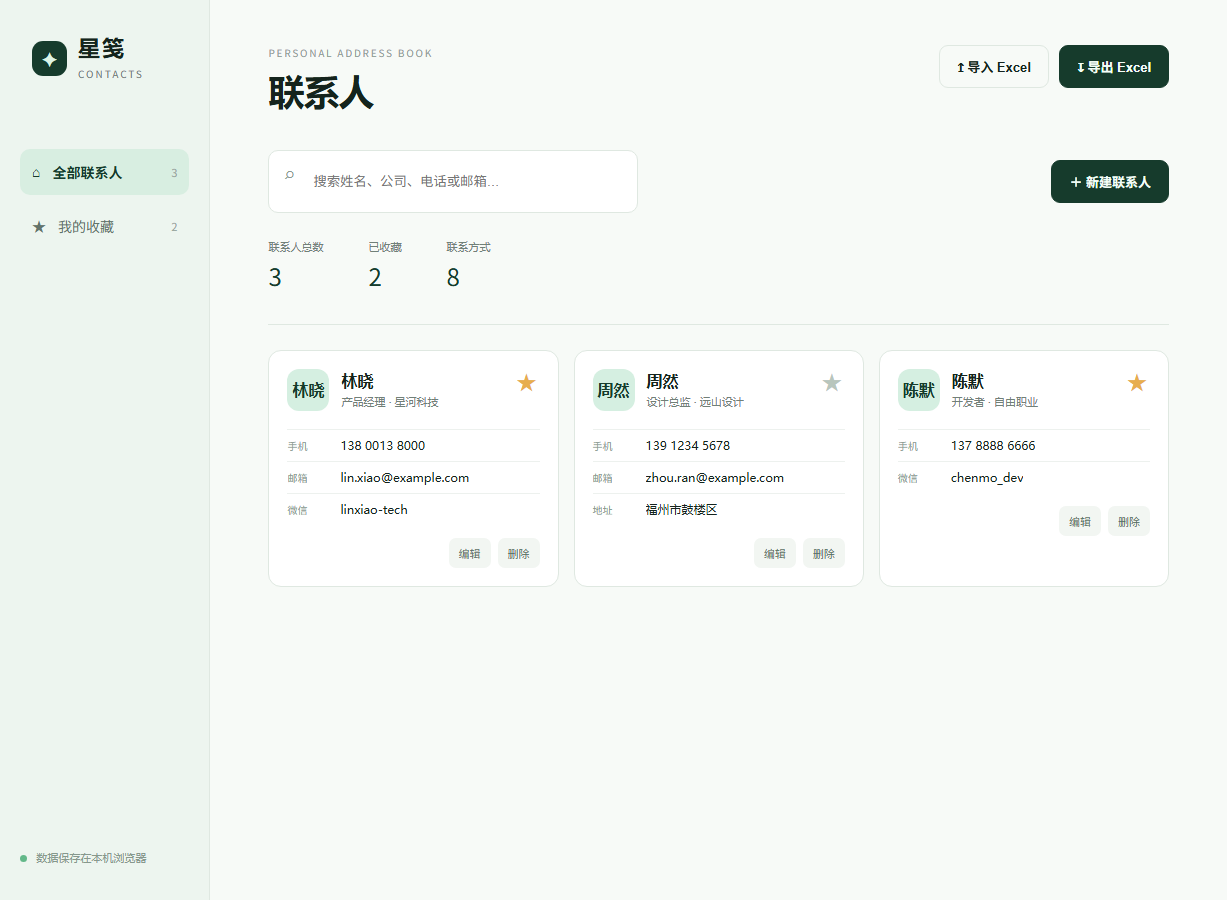 星笺
CONTACTS
全部联系人 3
我的收藏 2
数据保存在本机浏览器
PERSONAL ADDRESS BOOK
联系人
↥ 导入 Excel
↧ 导出 Excel
搜索姓名、公司、电话或邮箱...
＋ 新建联系人
联系人总数 已收藏 联系方式
3 2 8
林晓 林晓
产品经理 · 星河科技
手机 138 0013 8000
邮箱 lin.xiao@example.com
微信 linxiao-tech
编辑 删除
周然 周然
设计总监 · 远山设计
手机 139 1234 5678
邮箱 zhou.ran@example.com
地址 福州市鼓楼区
编辑 删除
陈默 陈默
开发者 · 自由职业
手机 137 8888 6666
微信 chenmo_dev
编辑 删除